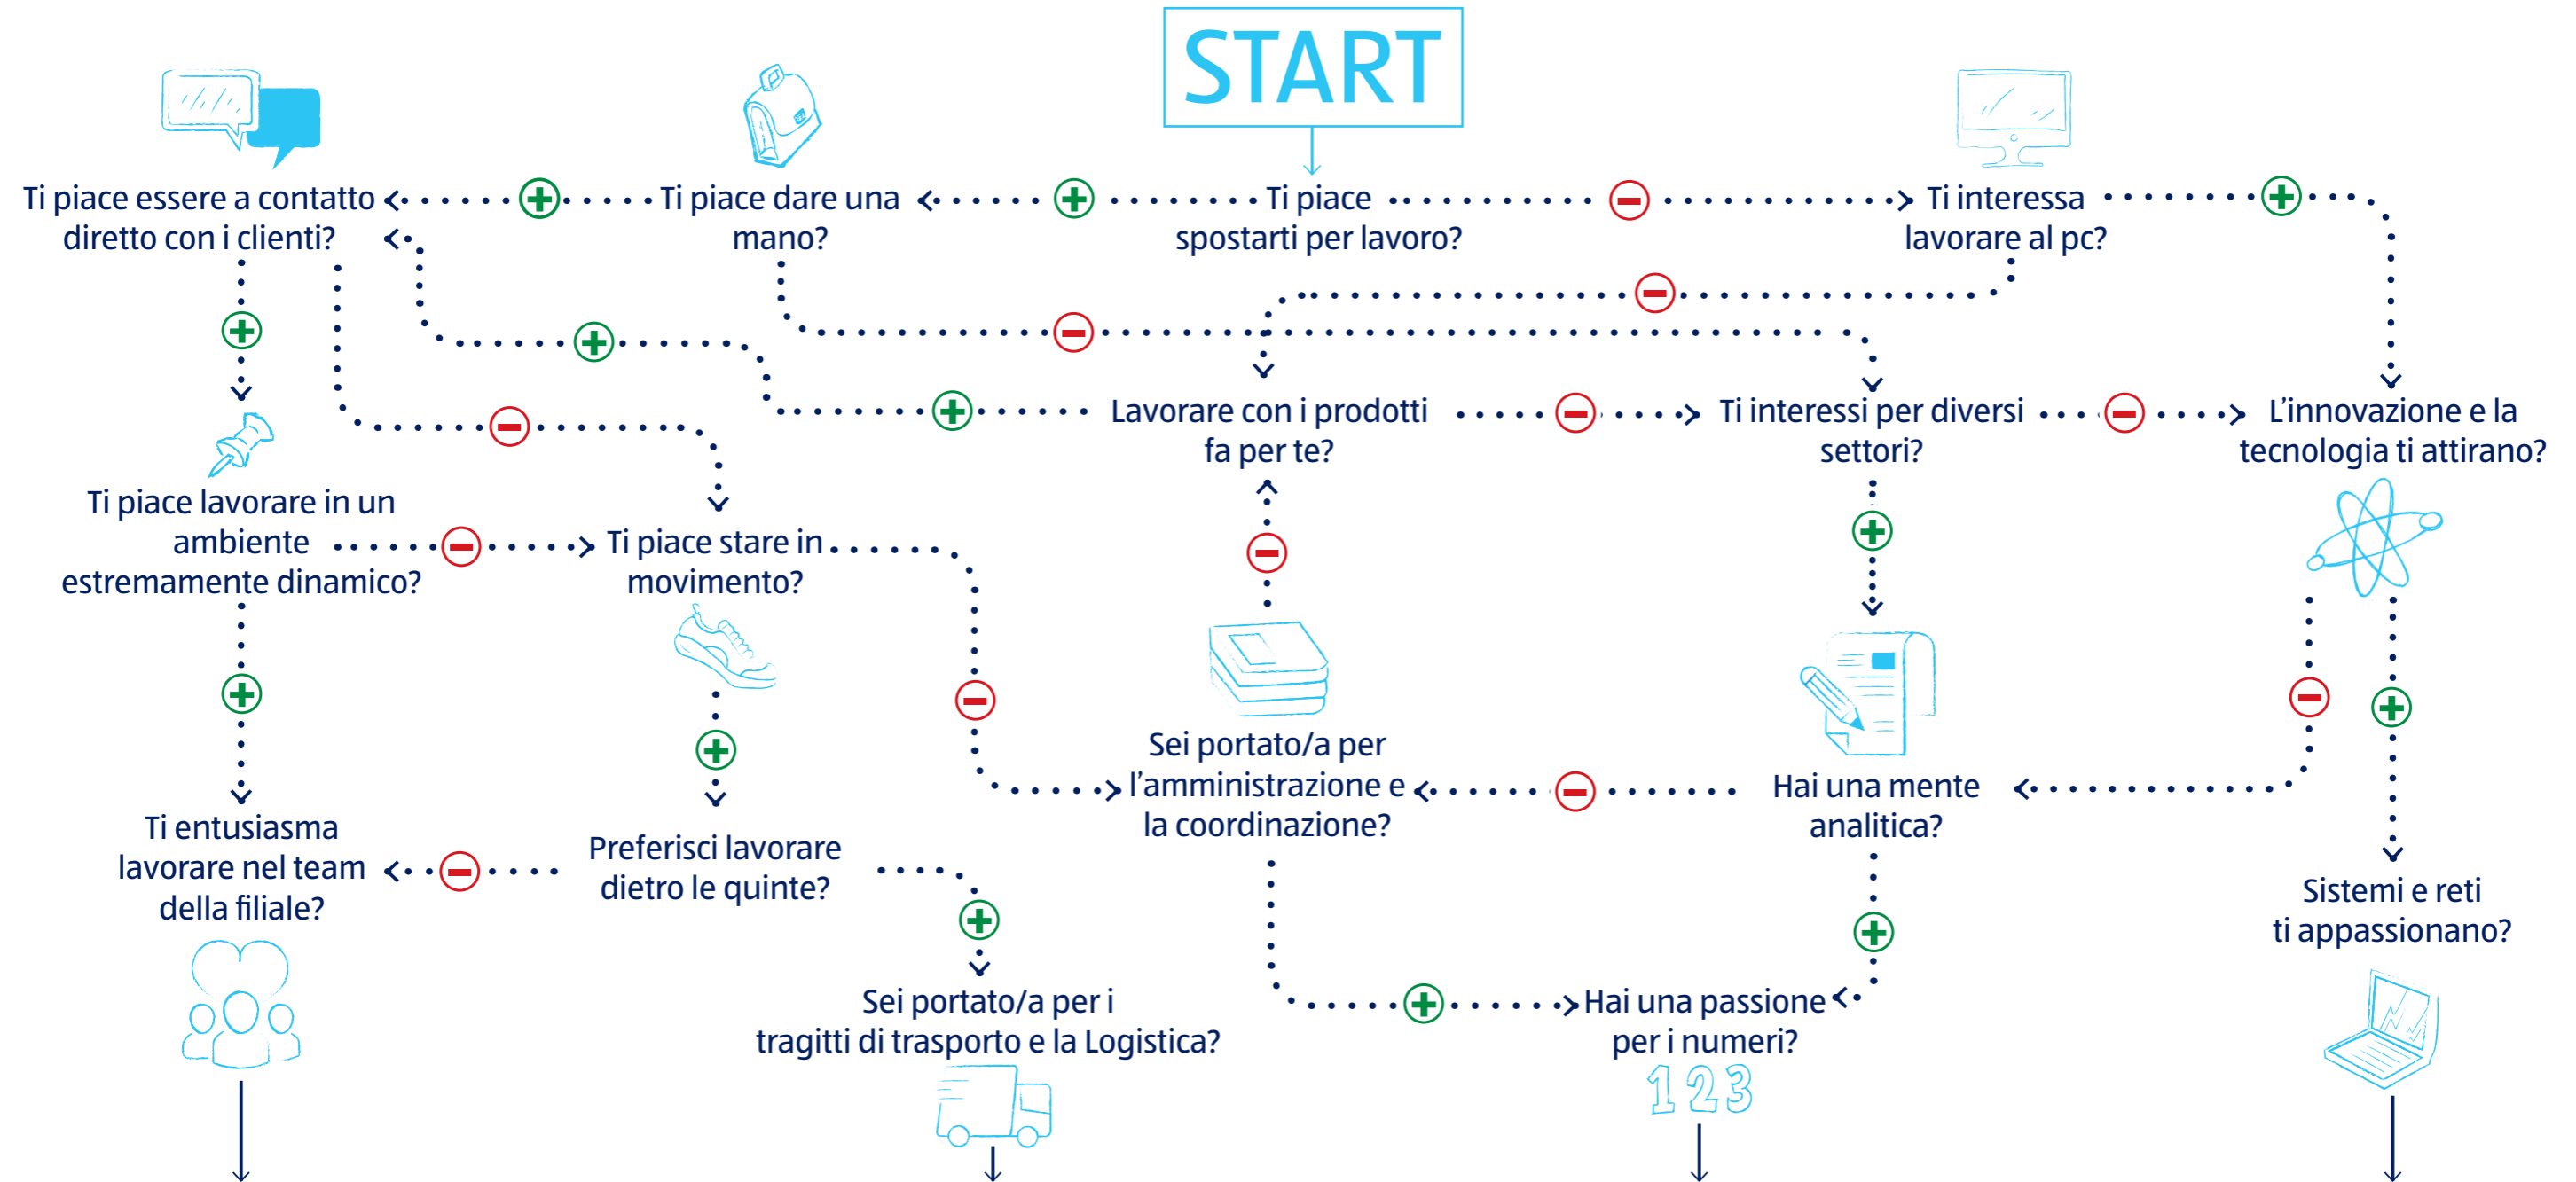 START
Ti piace essere a contatto
diretto con i clienti?
Ti piace dare una
mano?
Ti piace
spostarti per lavoro?
Ti interessa
lavorare al pc?
Lavorare con i prodotti
fa per te?
Ti interessi per diversi
settori?
L’innovazione e la
tecnologia ti attirano?
Ti piace lavorare in un
ambiente
estremamente dinamico?
Ti piace stare in
movimento?
Sei portato/a per
l’amministrazione e
la coordinazione?
Hai una mente
analitica?
Ti entusiasma
lavorare nel team
della filiale?
Preferisci lavorare
dietro le quinte?
Sistemi e reti
ti appassionano?
Sei portato/a per i
tragitti di trasporto e la Logistica?
Hai una passione
per i numeri?
123